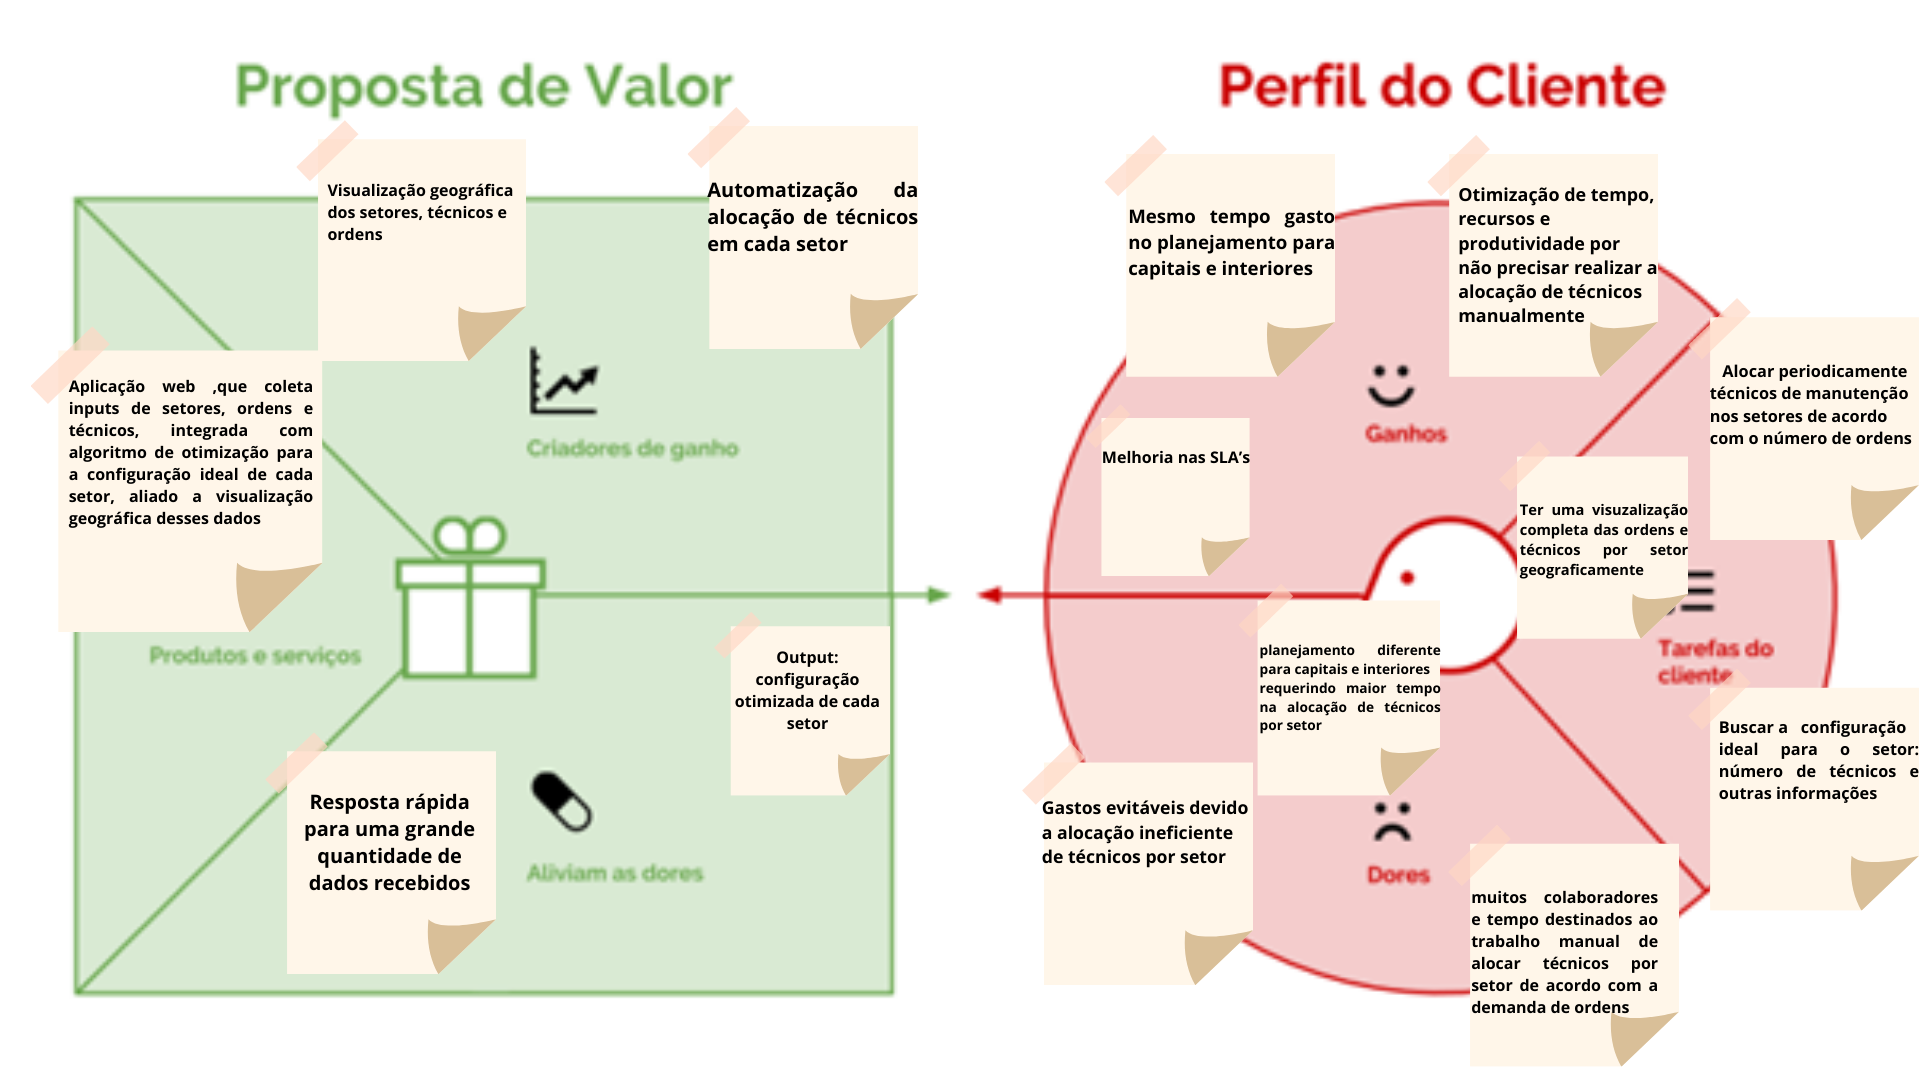 Proposta de Valor
Visualização geográfica
dos setores, técnicos e
ordens
Automatização da
alocação de técnicos
em cada setor
Aplicação web ,que coleta
inputs de setores, ordens e
técnicos, integrada com
algoritmo de otimização para
a configuração ideal de cada
setor, aliado a visualização
geográfica desses dados
Criadores de ganho
Produtos e serviços
Output:
configuração
otimizada de cada
setor
Resposta rápida
para uma grande
quantidade de
dados recebidos
Aliviam as dores
Perfil do Cliente
Mesmo tempo gasto
no planejamento para
capitais e interiores
Otimização de tempo,
recursos e
produtividade por
não precisar realizar a
alocação de técnicos
manualmente
Melhoria nas SLA’s
Ganhos
Alocar periodicamente
técnicos de manutenção
nos setores de acordo
com o número de ordens
Ter uma visuzalização
completa das ordens e
técnicos por setor
geograficamente
Tarefas do
cliente
Buscar a configuração
ideal para o setor:
número de técnicos e
outras informações
planejamento diferente
para capitais e interiores
requerindo maior tempo
na alocação de técnicos
por setor
Gastos evitáveis devido
a alocação ineficiente
de técnicos por setor
Dores
muitos colaboradores
e tempo destinados ao
trabalho manual de
alocar técnicos por
setor de acordo com a
demanda de ordens